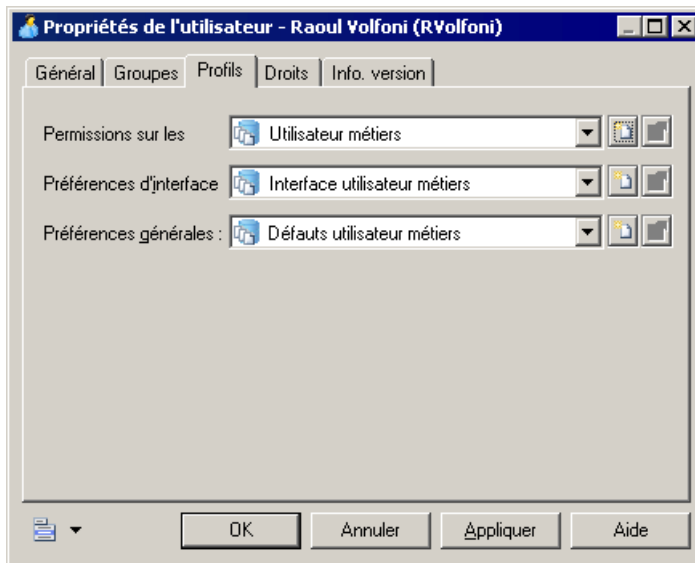 Propriétés de l'utilisateur - Raoul Volfoni (RVolfoni)
Général Groupes Profils Droits Info. version
Permissions sur les Utilisateur métiers
Préférences d'interface Interface utilisateur métiers
Préférences générales : Défauts utilisateur métiers
OK Annuler Appliquer Aide